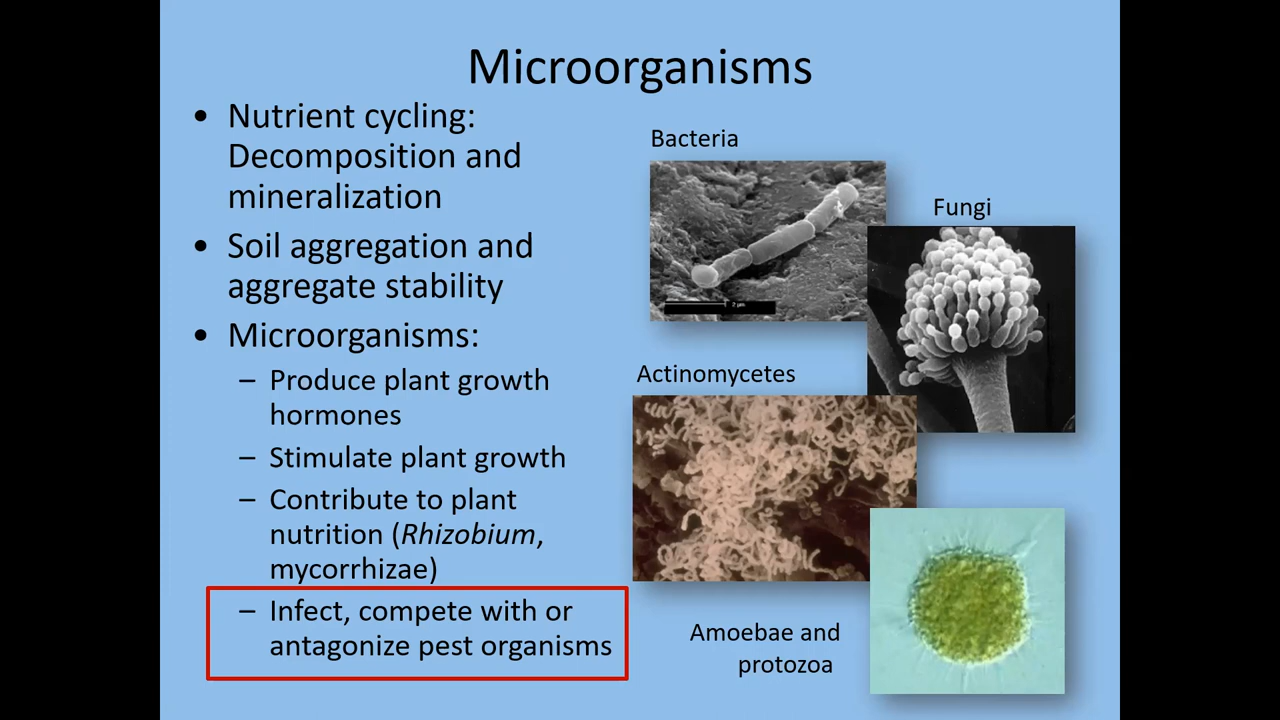 Microorganisms
• Nutrient cycling:
Decomposition and
mineralization
• Soil aggregation and
aggregate stability
• Microorganisms:
– Produce plant growth
hormones
– Stimulate plant growth
– Contribute to plant
nutrition (Rhizobium,
mycorrhizae)
– Infect, compete with or
antagonize pest organisms
Bacteria
2 µm
Fungi
Actinomycetes
Amoebae and
protozoa